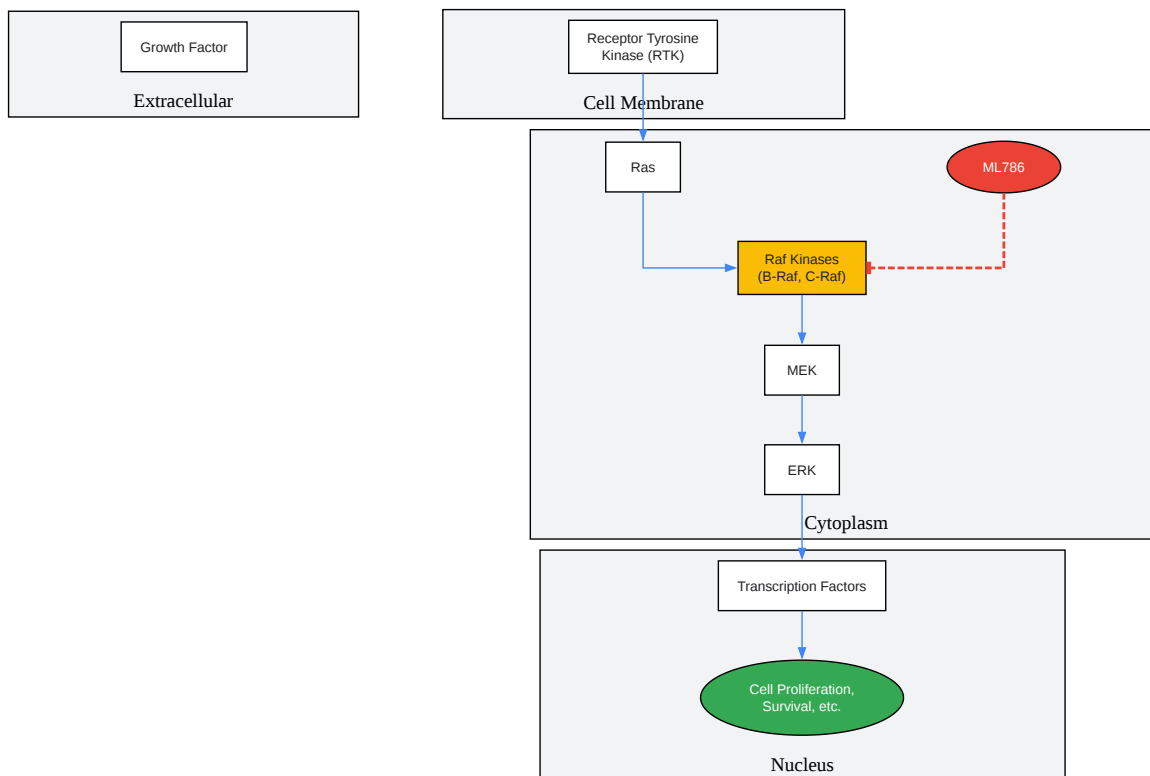 Growth Factor
Extracellular
Receptor Tyrosine
Kinase (RTK)
Cell Membrane
Ras
ML786
Raf Kinases
(B-Raf, C-Raf)
MEK
ERK
Cytoplasm
Transcription Factors
Cell Proliferation,
Survival, etc.
Nucleus